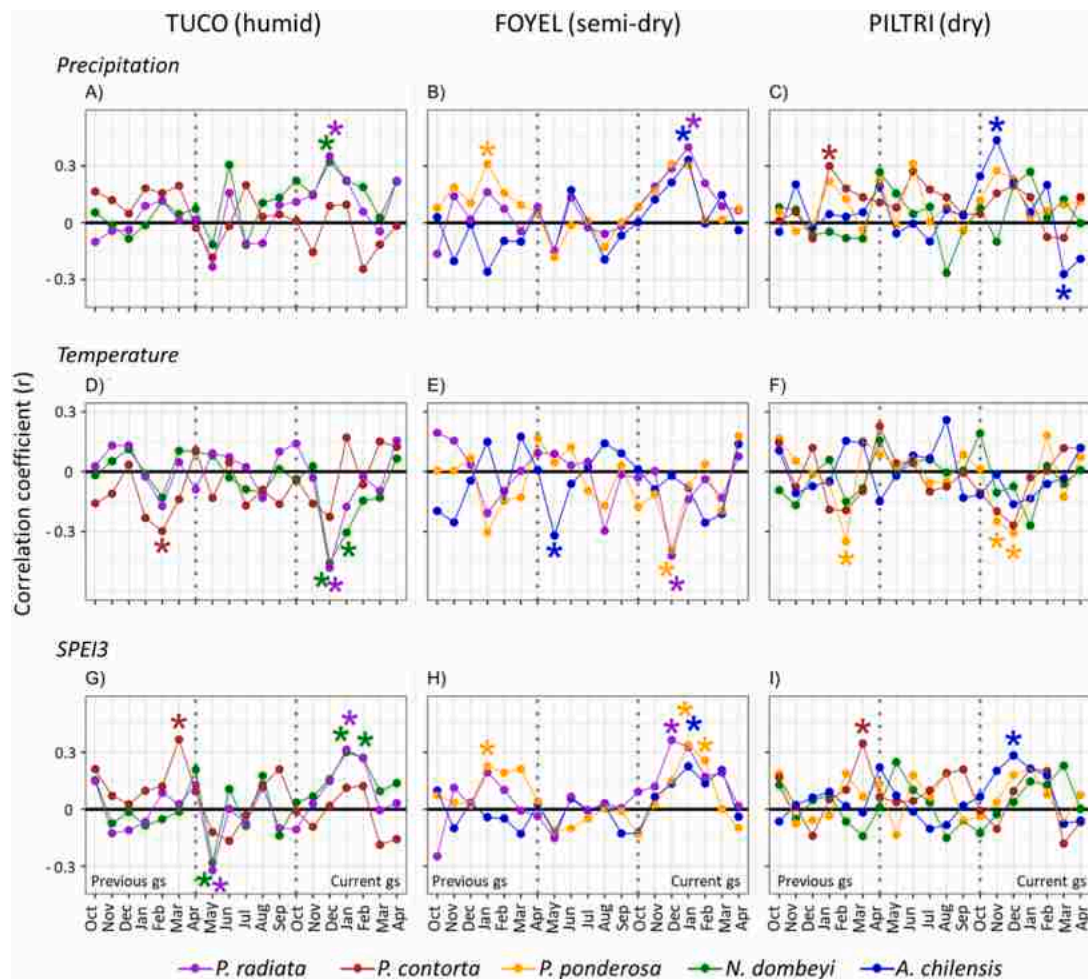 TUCO (humid) FOYEL (semi-dry) PILTRI (dry)
Precipitation
A) B) C)
0.3
0
- 0.3
Temperature
D) E) F)
0.3
0
-0.3
Correlation coefficient (r)
SPEI3
G) H) I)
0.3
0
-0.3
Previous gs Current gs Previous gs Current gs Previous gs Current gs
Oct Nov Dec Jan Feb Mar Apr May Jun Jul Aug Sep Oct Nov Dec Jan Feb Mar Apr Oct Nov Dec Jan Feb Mar Apr May Jun Jul Aug Sep Oct Nov Dec Jan Feb Mar Apr Oct Nov Dec Jan Feb Mar Apr May Jun Jul Aug Sep Oct Nov Dec Jan Feb Mar Apr
P. radiata P. contorta P. ponderosa N. dombeyi A. chilensis